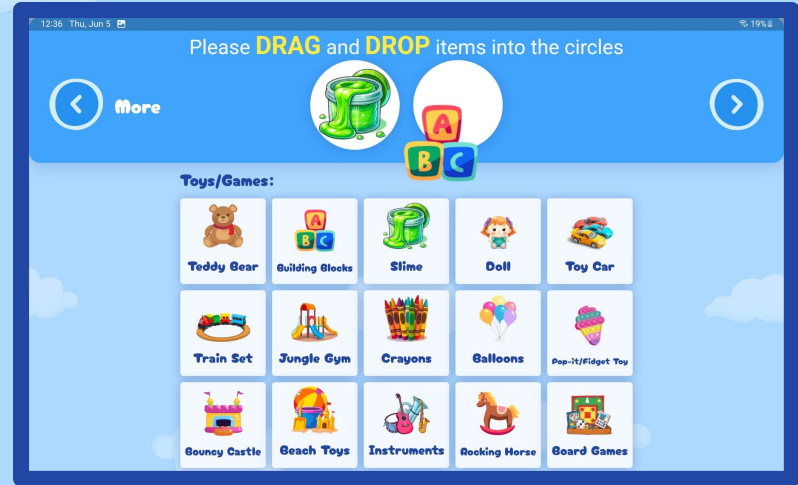 12:36 Thu, Jun 5
19%
Please DRAG and DROP items into the circles
More
A
B C
Toys/Games:
A
B C
Teddy Bear
Building Blocks
Slime
Doll
Toy Car
Train Set
Jungle Gym
Crayons
Balloons
Pop-it/Fidget Toy
Bouncy Castle
Beach Toys
Instruments
Rocking Horse
Board Games